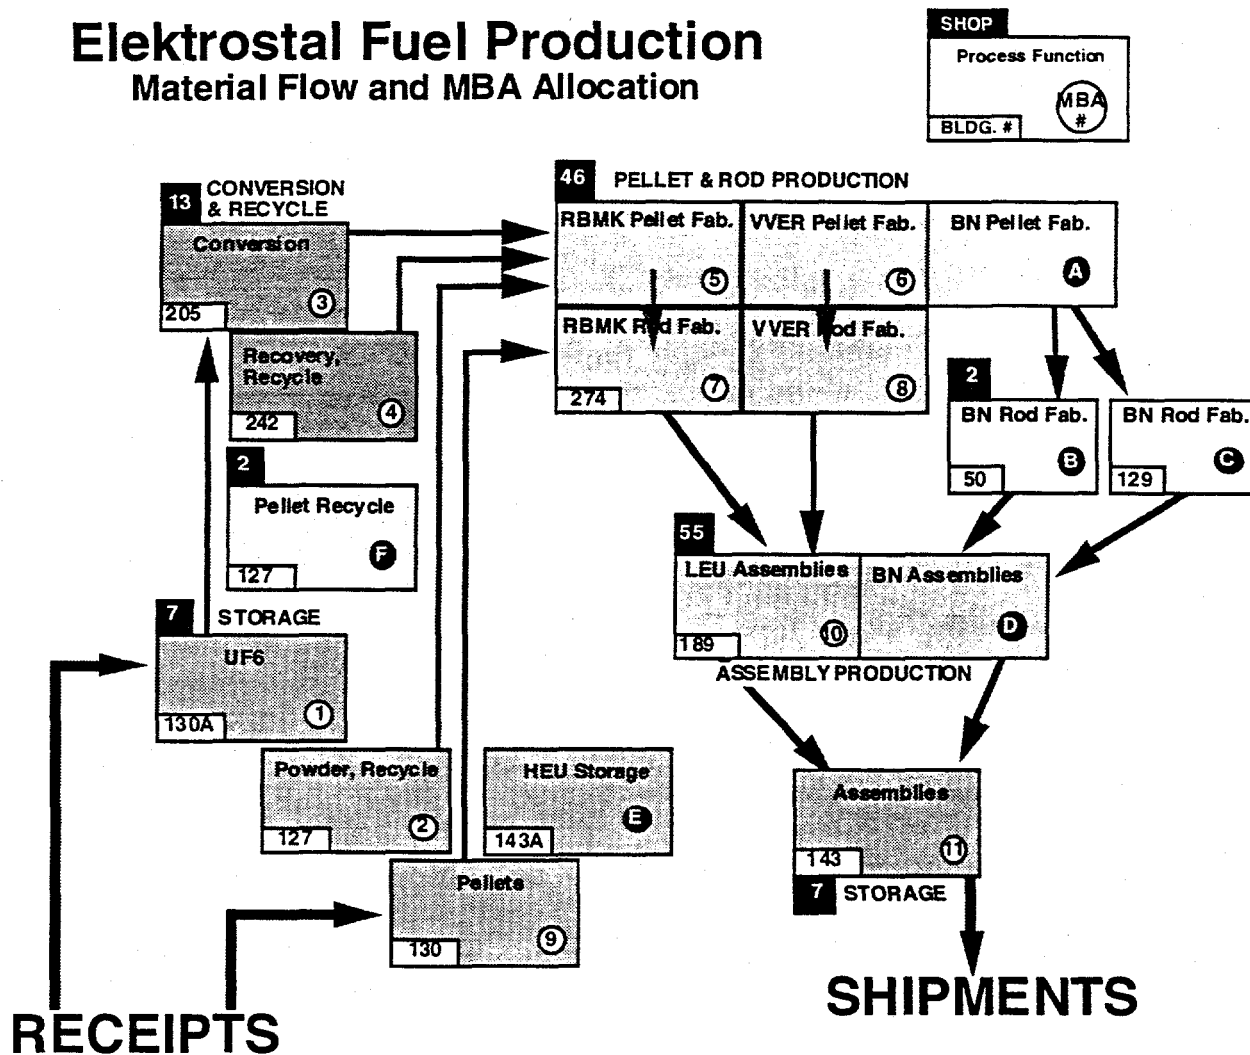 Elektrostal Fuel Production
Material Flow and MBA Allocation
SHOP
Process Function
MBA
#
BLDG. #
13
CONVERSION
& RECYCLE
Conversion
3
205
Recovery,
Recycle
4
242
2
Pellet Recycle
F
127
7
STORAGE
UF6
1
130A
Powder, Recycle
2
127
HEU Storage
E
143A
Pellets
9
130
RECEIPTS
46
PELLET & ROD PRODUCTION
RBMK Pellet Fab.
5
VVER Pellet Fab.
6
BN Pellet Fab.
A
RBMK Rod Fab.
7
274
VVER Rod Fab.
8
2
BN Rod Fab.
B
50
BN Rod Fab.
C
129
55
LEU Assemblies
10
189
BN Assemblies
D
ASSEMBLY PRODUCTION
Assemblies
11
143
7
STORAGE
SHIPMENTS